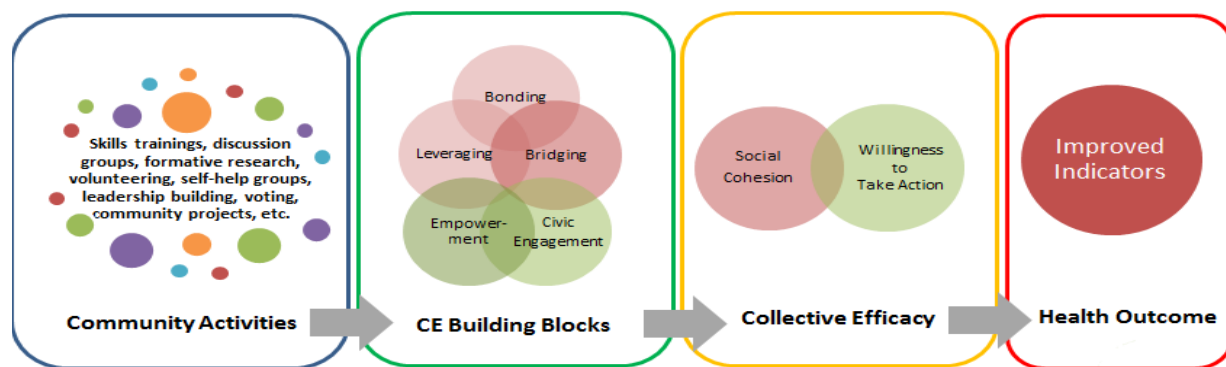 Skills trainings, discussion
groups, formative research,
volunteering, self-help groups,
leadership building, voting,
community projects, etc.
Community Activities
Bonding
Leveraging
Bridging
Empower-
ment
Civic
Engagement
CE Building Blocks
Social
Cohesion
Willingness
to
Take Action
Collective Efficacy
Improved
Indicators
Health Outcome